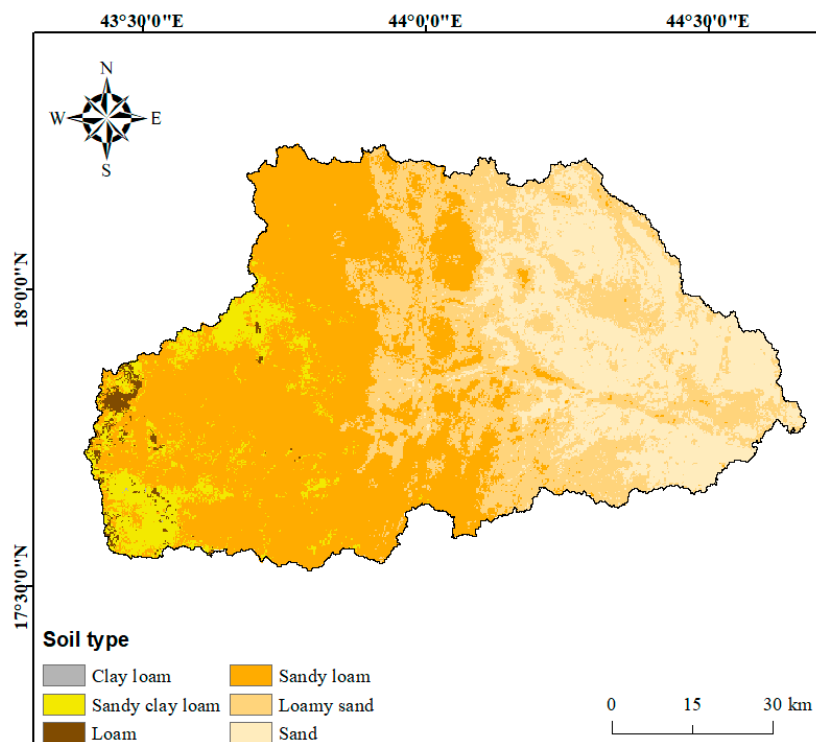 43°30'0"E 44°0'0"E 44°30'0"E
N
W E
S
18°0'0"N
17°30'0"N
Soil type
Clay loam Sandy loam
Sandy clay loam Loamy sand
Loam Sand
0 15 30 km